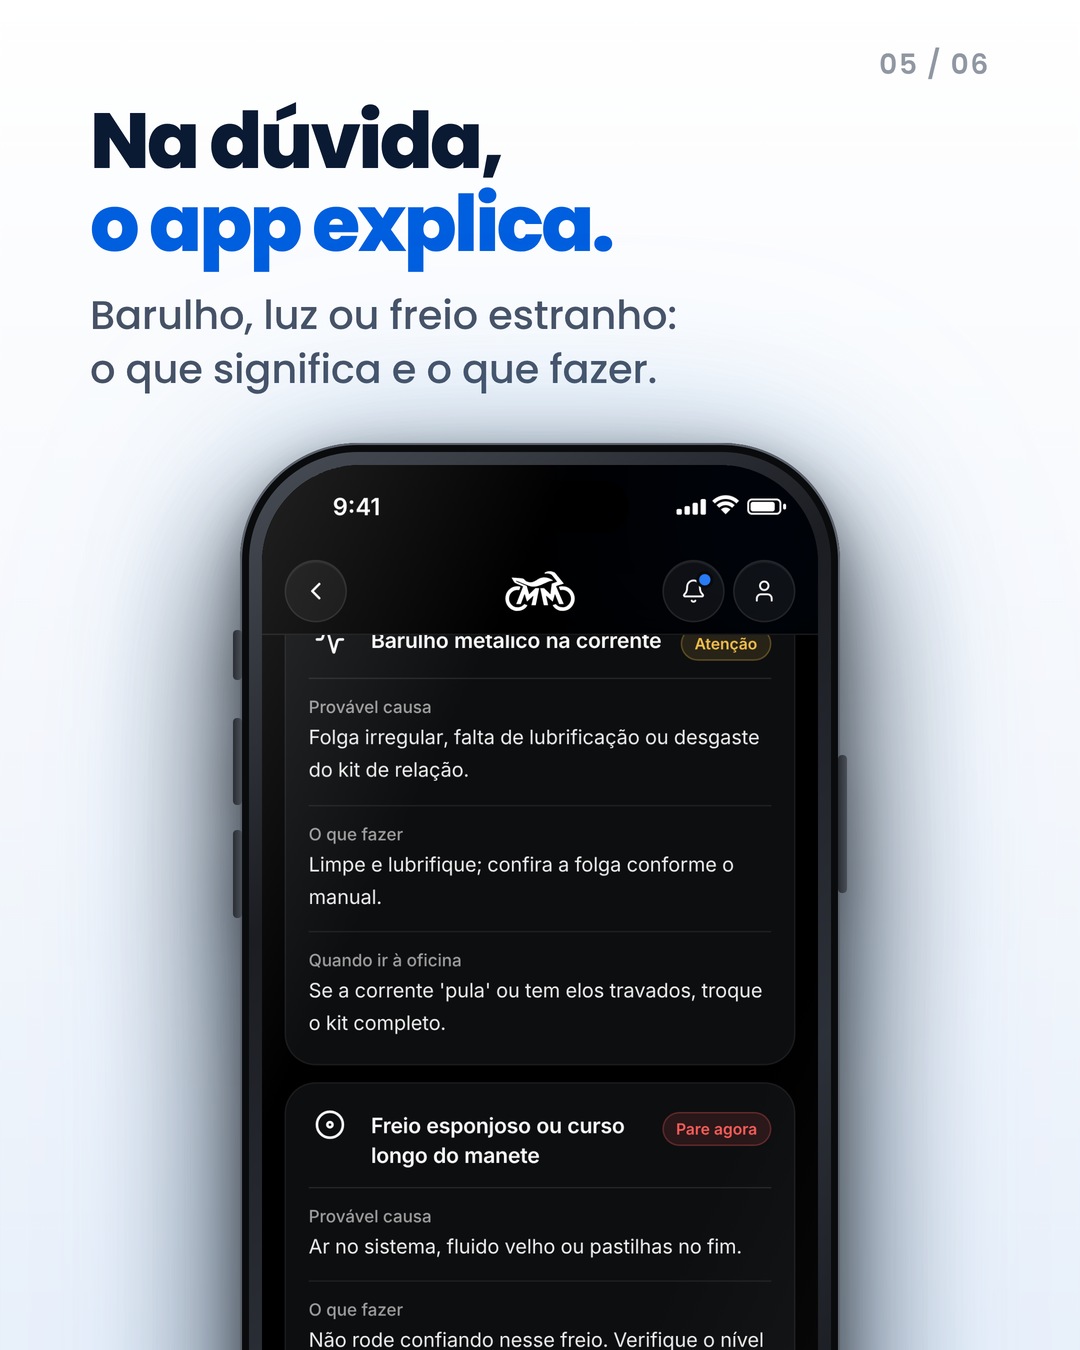 05 / 06
Na dúvida,
o app explica.
Barulho, luz ou freio estranho:
o que significa e o que fazer.
9:41
MM
Barulho metálico na corrente
Atenção
Provável causa
Folga irregular, falta de lubrificação ou desgaste
do kit de relação.
O que fazer
Limpe e lubrifique; confira a folga conforme o
manual.
Quando ir à oficina
Se a corrente 'pula' ou tem elos travados, troque
o kit completo.
Freio esponjoso ou curso
longo do manete
Pare agora
Provável causa
Ar no sistema, fluido velho ou pastilhas no fim.
O que fazer
Não rode confiando nesse freio. Verifique o nível